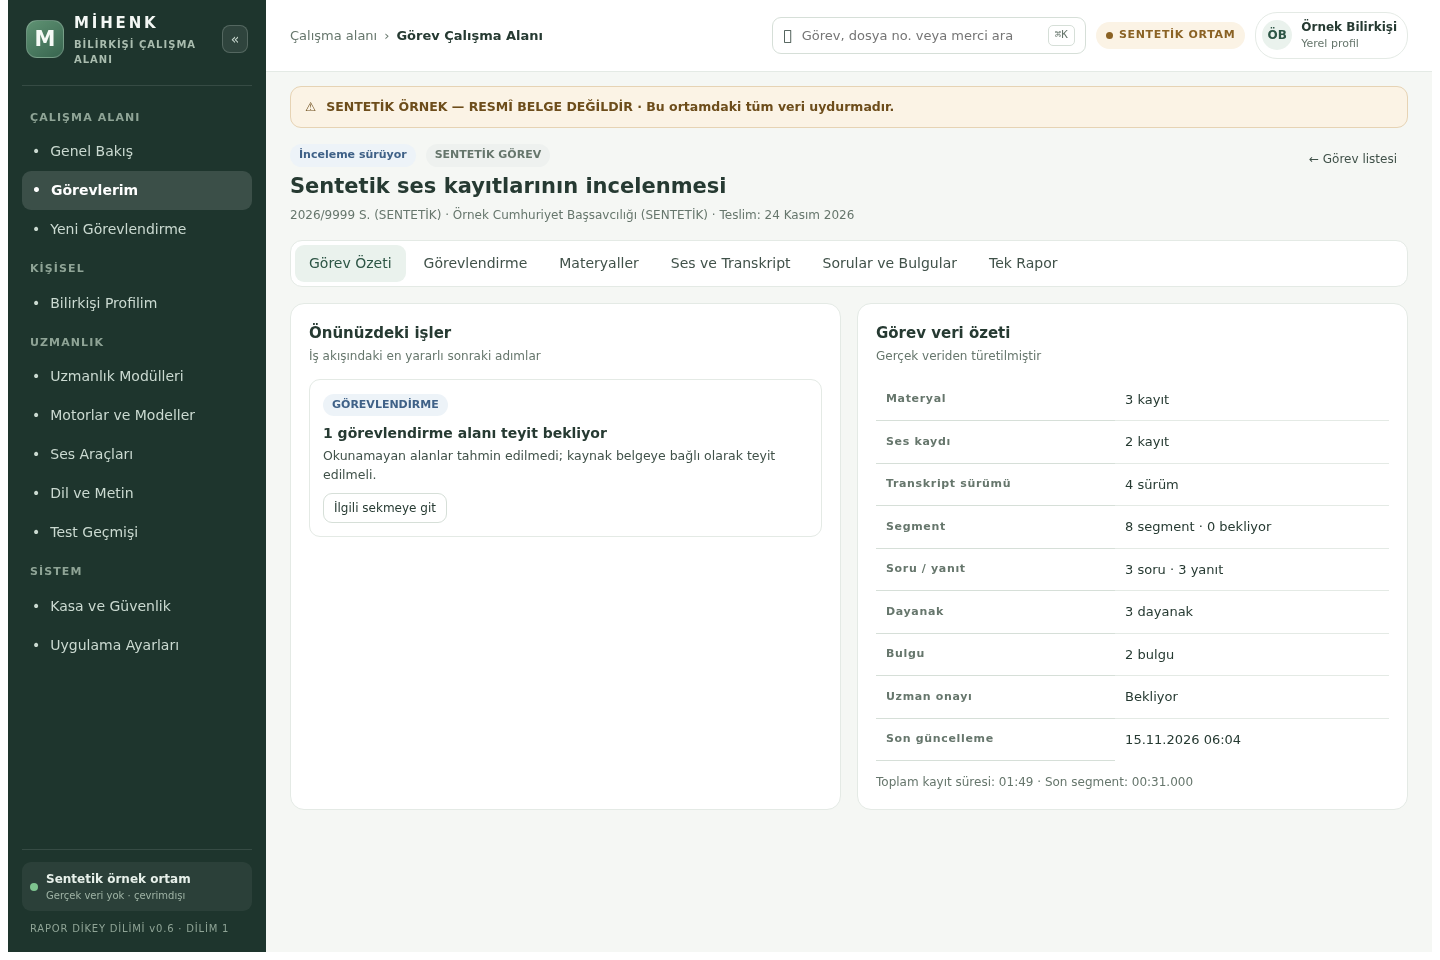 M
MİHENK
BİLİRKİŞİ ÇALIŞMA
ALANI
«
ÇALIŞMA ALANI
• Genel Bakış
• Görevlerim
• Yeni Görevlendirme
KİŞİSEL
• Bilirkişi Profilim
UZMANLIK
• Uzmanlık Modülleri
• Motorlar ve Modeller
• Ses Araçları
• Dil ve Metin
• Test Geçmişi
SİSTEM
• Kasa ve Güvenlik
• Uygulama Ayarları
Sentetik örnek ortam
Gerçek veri yok · çevrimdışı
RAPOR DİKEY DİLİMİ v0.6 · DİLİM 1
Çalışma alanı › Görev Çalışma Alanı
Görev, dosya no. veya merci ara ⌘K
SENTETİK ORTAM
ÖB
Örnek Bilirkişi
Yerel profil
⚠ SENTETİK ÖRNEK — RESMÎ BELGE DEĞİLDİR · Bu ortamdaki tüm veri uydurmadır.
İnceleme sürüyor SENTETİK GÖREV
← Görev listesi
Sentetik ses kayıtlarının incelenmesi
2026/9999 S. (SENTETİK) · Örnek Cumhuriyet Başsavcılığı (SENTETİK) · Teslim: 24 Kasım 2026
Görev Özeti Görevlendirme Materyaller Ses ve Transkript Sorular ve Bulgular Tek Rapor
Önünüzdeki işler
İş akışındaki en yararlı sonraki adımlar
GÖREVLENDİRME
1 görevlendirme alanı teyit bekliyor
Okunamayan alanlar tahmin edilmedi; kaynak belgeye bağlı olarak teyit
edilmeli.
İlgili sekmeye git
Görev veri özeti
Gerçek veriden türetilmiştir
Materyal 3 kayıt
Ses kaydı 2 kayıt
Transkript sürümü 4 sürüm
Segment 8 segment · 0 bekliyor
Soru / yanıt 3 soru · 3 yanıt
Dayanak 3 dayanak
Bulgu 2 bulgu
Uzman onayı Bekliyor
Son güncelleme 15.11.2026 06:04
Toplam kayıt süresi: 01:49 · Son segment: 00:31.000